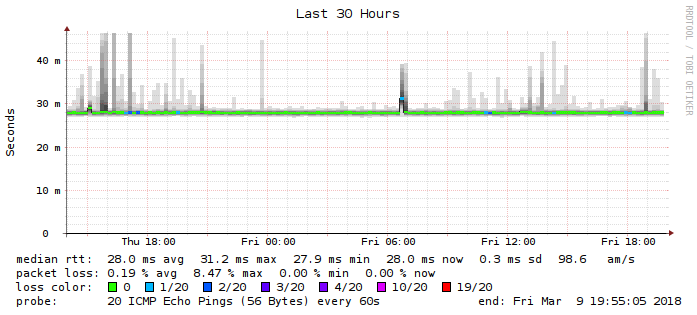 Last 30 Hours
RRDTOOL / TOBI OETIKER
Seconds
40 m
30 m
20 m
10 m
0
Thu 18:00 Fri 00:00 Fri 06:00 Fri 12:00 Fri 18:00
median rtt: 28.0 ms avg 31.2 ms max 27.9 ms min 28.0 ms now 0.3 ms sd 98.6 am/s
packet loss: 0.19 % avg 8.47 % max 0.00 % min 0.00 % now
loss color: 0 1/20 2/20 3/20 4/20 10/20 19/20
probe: 20 ICMP Echo Pings (56 Bytes) every 60s end: Fri Mar 9 19:55:05 2018